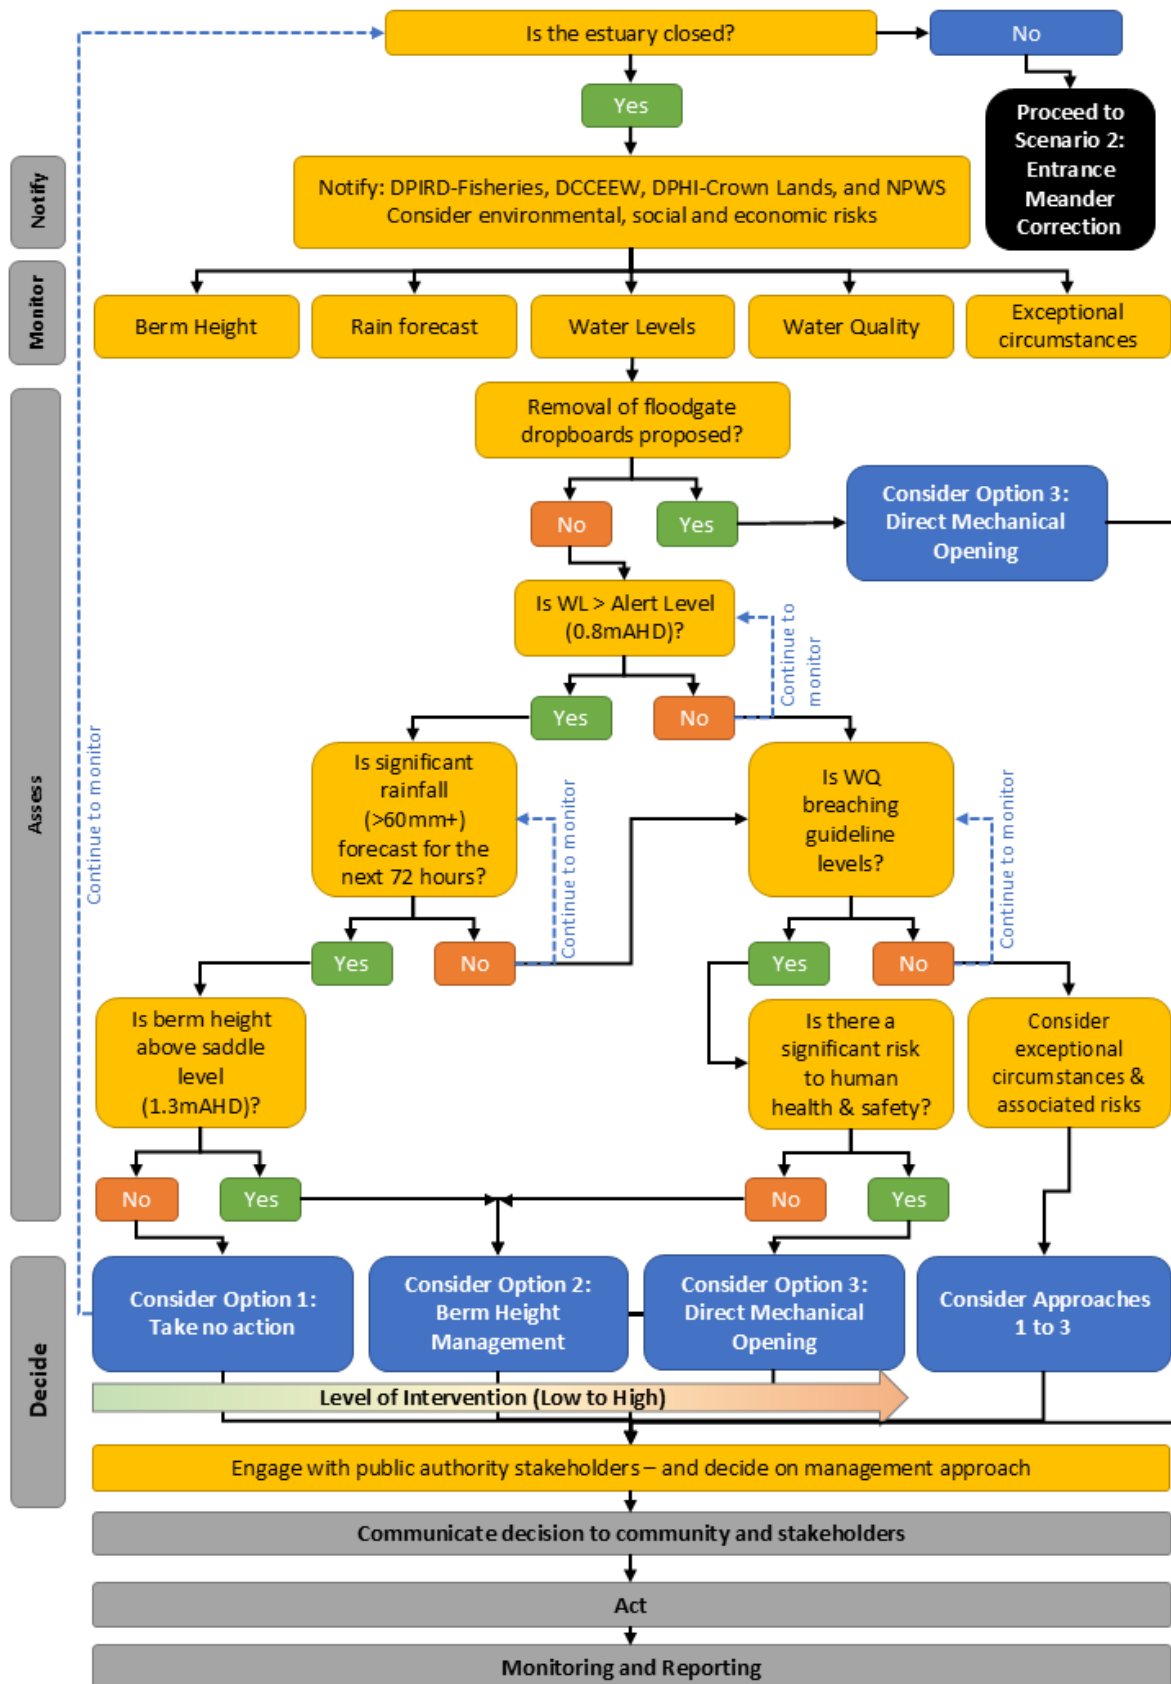 Is the estuary closed?
No
Yes
Proceed to
Scenario 2:
Entrance
Meander
Correction
Notify
Notify: DPIRD-Fisheries, DCCEEW, DPHI-Crown Lands, and NPWS
Consider environmental, social and economic risks
Monitor
Berm Height
Rain forecast
Water Levels
Water Quality
Exceptional
circumstances
Assess
Removal of floodgate
dropboards proposed?
No
Yes
Consider Option 3:
Direct Mechanical
Opening
Is WL > Alert Level
(0.8mAHD)?
Continue to
monitor
Yes
No
Continue to monitor
Is significant
rainfall
(>60mm+)
forecast for the
next 72 hours?
Continue to monitor
Is WQ
breaching
guideline
levels?
Continue to monitor
Yes
No
Yes
No
Is berm height
above saddle
level
(1.3mAHD)?
Is there a
significant risk
to human
health & safety?
Consider
exceptional
circumstances &
associated risks
No
Yes
No
Yes
Decide
Consider Option 1:
Take no action
Consider Option 2:
Berm Height
Management
Consider Option 3:
Direct Mechanical
Opening
Consider Approaches
1 to 3
Level of Intervention (Low to High)
Engage with public authority stakeholders – and decide on management approach
Communicate decision to community and stakeholders
Act
Monitoring and Reporting